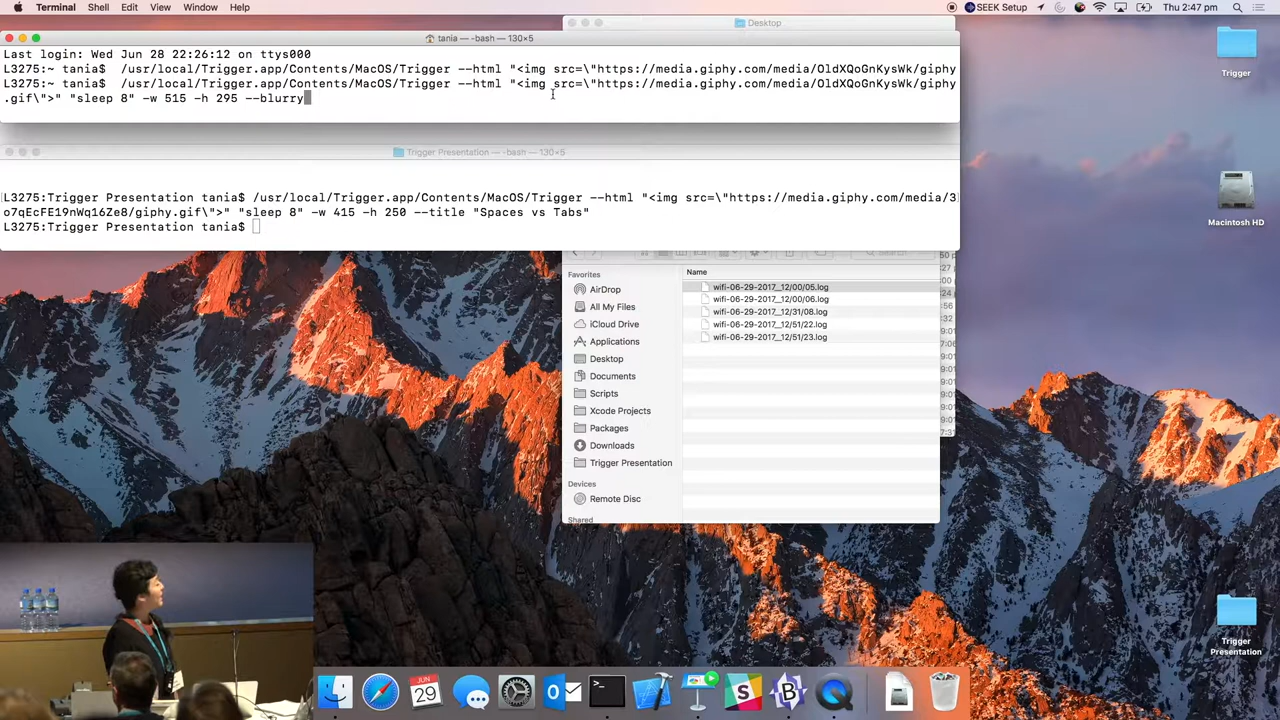 Terminal Shell Edit View Window Help
SEEK Setup
Thu 2:47 pm
Desktop
tania — -bash — 130×5
Last login: Wed Jun 28 22:26:12 on ttys000
L3275:~ tania$ /usr/local/Trigger.app/Contents/MacOS/Trigger --html "<img src=\"https://media.giphy.com/media/OldXQoGnKysWk/giphy
L3275:~ tania$ /usr/local/Trigger.app/Contents/MacOS/Trigger --html "<img src=\"https://media.giphy.com/media/OldXQoGnKysWk/giphy
.gif\">" "sleep 8" -w 515 -h 295 --blurry
Trigger Presentation — -bash — 130×5
L3275:Trigger Presentation tania$ /usr/local/Trigger.app/Contents/MacOS/Trigger --html "<img src=\"https://media.giphy.com/media/3
o7qEcFE19nWq16Ze8/giphy.gif\">" "sleep 8" -w 415 -h 250 --title "Spaces vs Tabs"
L3275:Trigger Presentation tania$
Favorites
AirDrop
All My Files
iCloud Drive
Applications
Desktop
Documents
Scripts
Xcode Projects
Packages
Downloads
Trigger Presentation
Devices
Remote Disc
Shared
Name
wifi-06-29-2017_12/00/05.log
wifi-06-29-2017_12/00/06.log
wifi-06-29-2017_12/31/08.log
wifi-06-29-2017_12/51/22.log
wifi-06-29-2017_12/51/23.log
Trigger
Macintosh HD
Trigger
Presentation
JUN
29